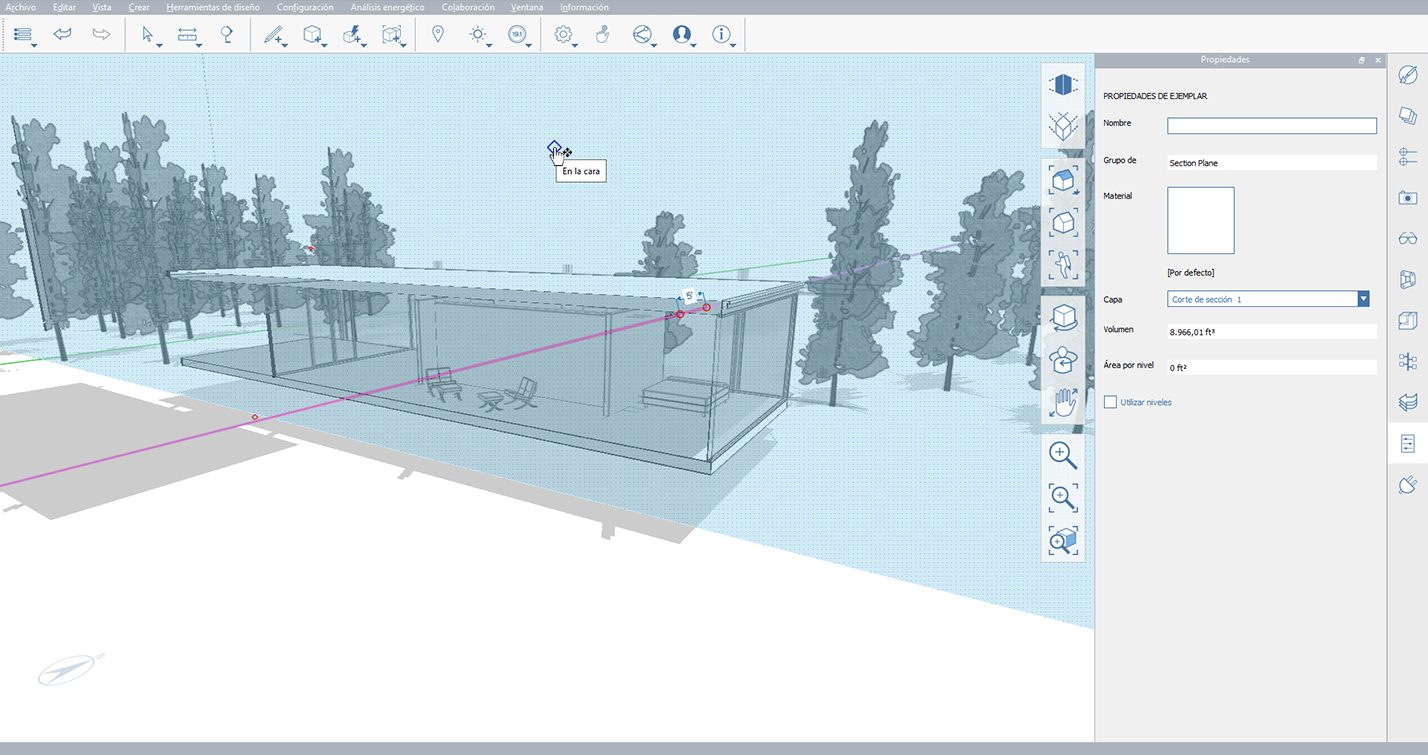 Archivo Editar Vista Crear Herramientas de diseño Configuración Análisis energético Colaboración Ventana Información
191
Propiedades
PROPIEDADES DE EJEMPLAR
Nombre
Grupo de Section Plane
Material
[Por defecto]
Capa Corte de sección 1
Volumen 8.966,01 ft³
Área por nivel 0 ft²
Utilizar niveles
En la cara
5'